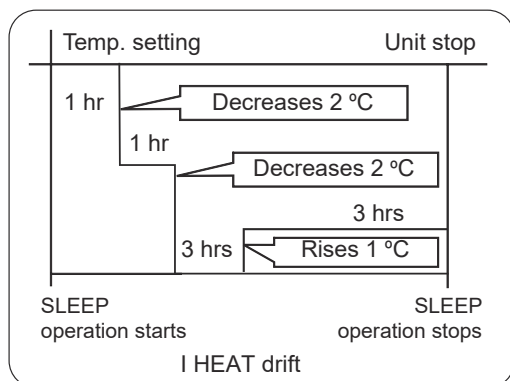 Temp. setting
Unit stop
1 hr
Decreases 2 ºC
1 hr
Decreases 2 ºC
3 hrs
3 hrs
Rises 1 ºC
SLEEP
operation starts
SLEEP
operation stops
I HEAT drift